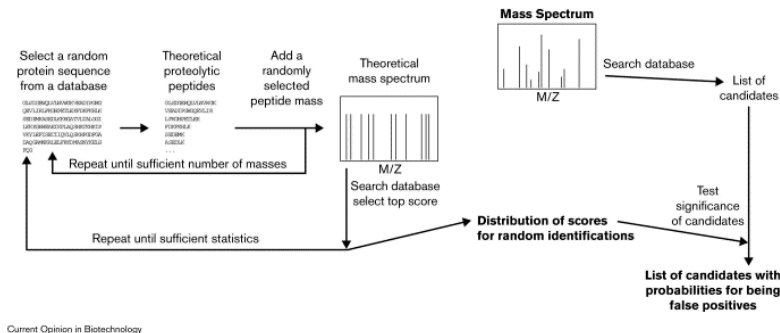 Mass Spectrum
Select a random
protein sequence
from a database
Theoretical
proteolytic
peptides
Add a
randomly
selected
peptide mass
Theoretical
mass spectrum
M/Z
Search database
List of
candidates
Repeat until sufficient number of masses
M/Z
Search database
select top score
Test
significance
of candidates
Repeat until sufficient statistics
Distribution of scores
for random identifications
List of candidates with
probabilities for being
false positives
Current Opinion in Biotechnology